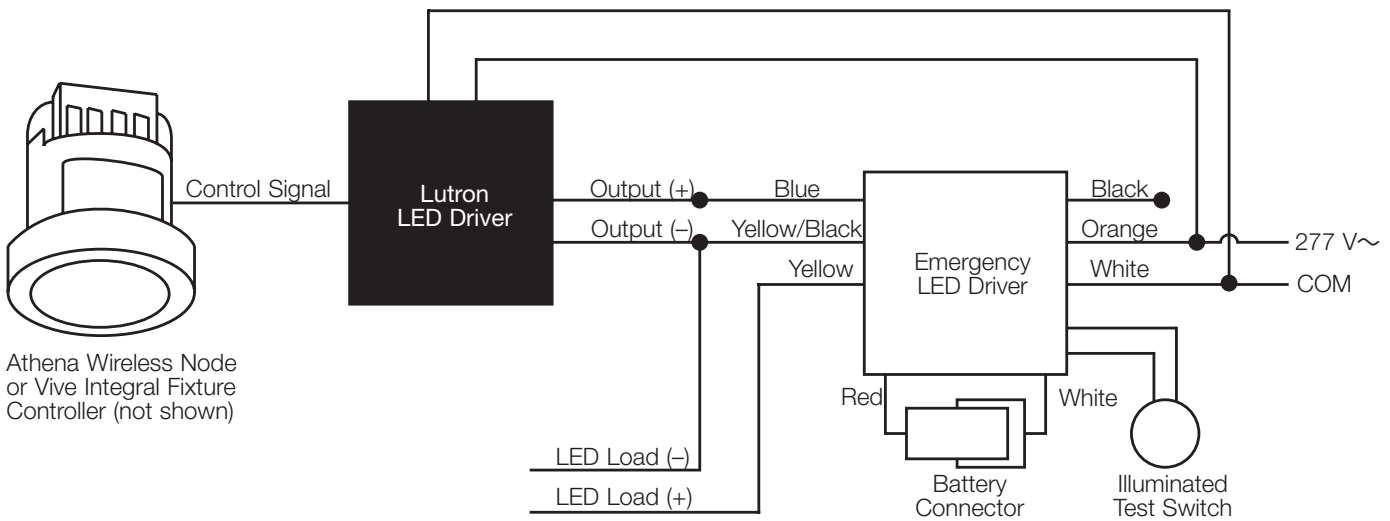 Control Signal
Lutron
LED Driver
Output (+)
Output (–)
Blue
Yellow/Black
Yellow
Emergency
LED Driver
Black
Orange
White
277 V~
COM
Athena Wireless Node
or Vive Integral Fixture
Controller (not shown)
Red
White
LED Load (–)
LED Load (+)
Battery
Connector
Illuminated
Test Switch